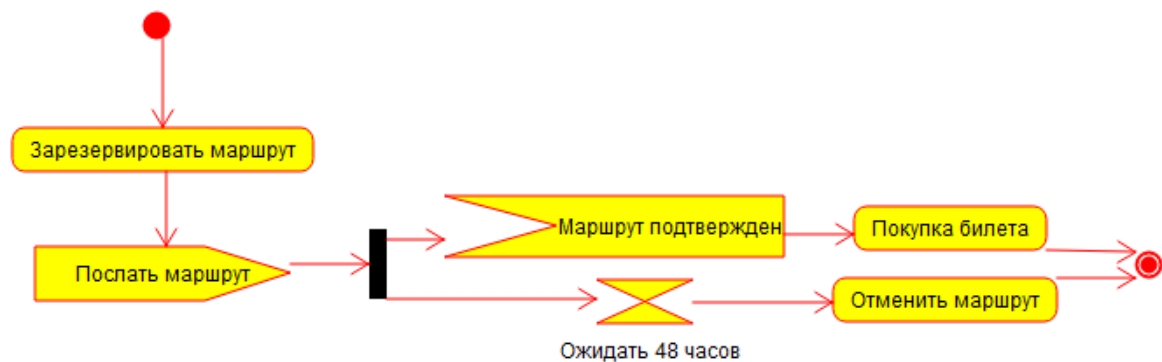 Зарезервировать маршрут
Послать маршрут
Маршрут подтвержден
Покупка билета
Отменить маршрут
Ожидать 48 часов